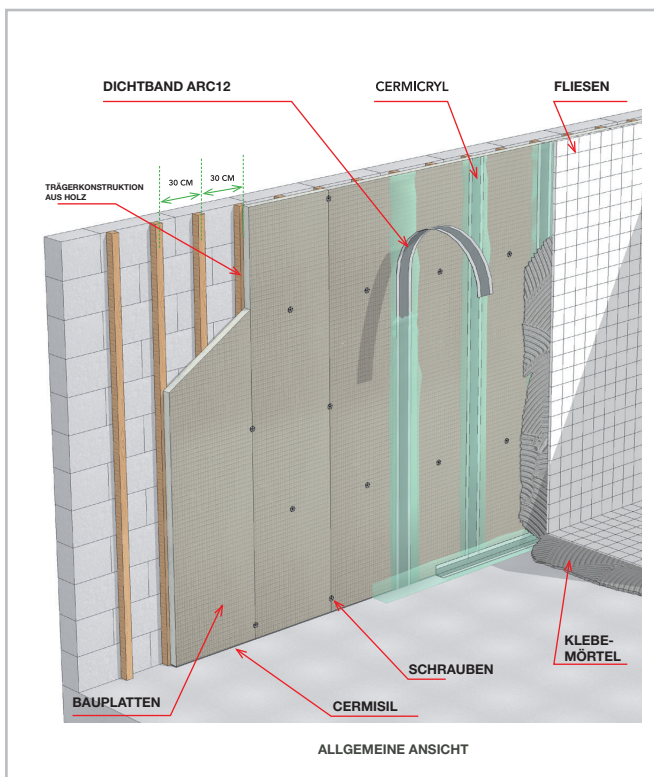 DICHTBAND ARC12
CERMICRYL
FLIESEN
30 CM
30 CM
TRÄGERKONSTRUKTION
AUS HOLZ
KLEBE-
MÖRTEL
SCHRAUBEN
BAUPLATTEN
CERMISIL
ALLGEMEINE ANSICHT